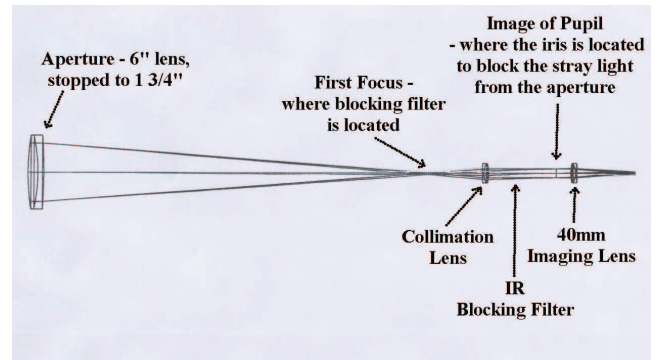 Aperture - 6" lens,
stopped to 1 3/4"
First Focus -
where blocking filter
is located
Image of Pupil
- where the iris is located
to block the stray light
from the aperture
Collimation
Lens
IR
Blocking Filter
40mm
Imaging Lens